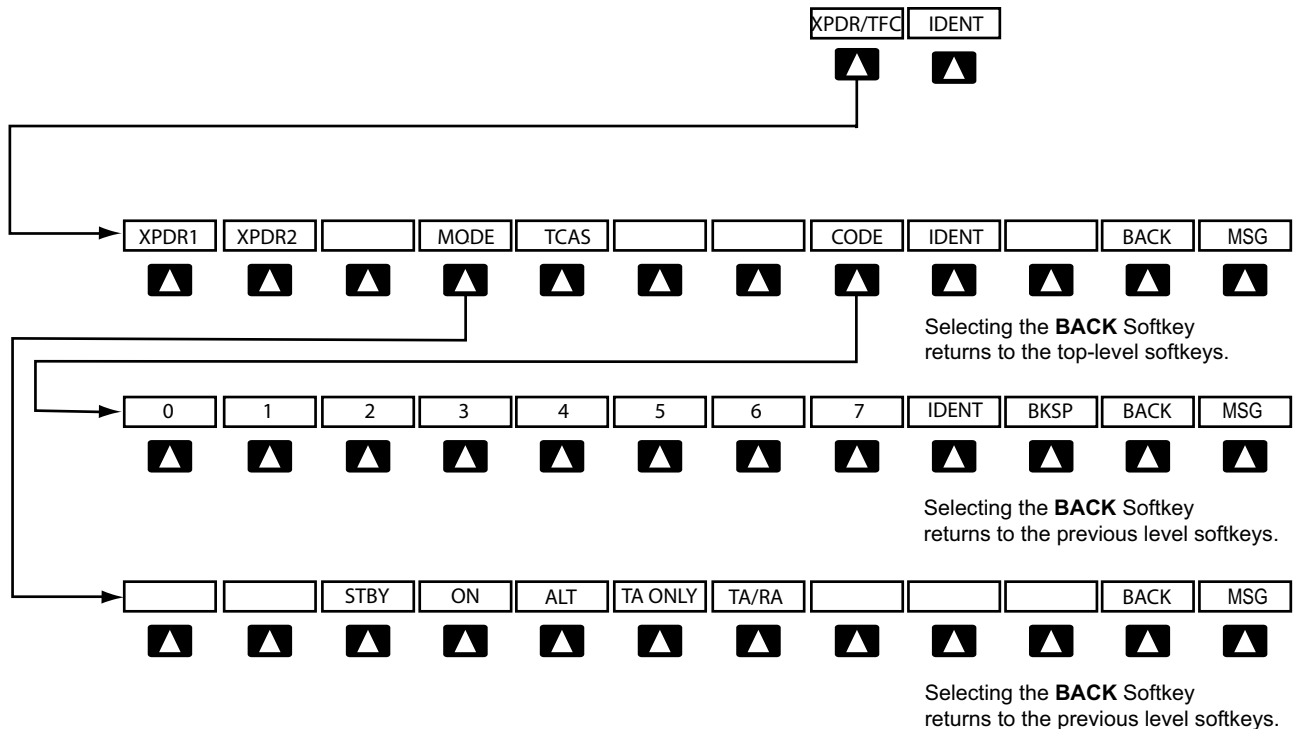 XPDR/TFC IDENT
XPDR1 XPDR2 MODE TCAS CODE IDENT BACK MSG
Selecting the BACK Softkey
returns to the top-level softkeys.
0 1 2 3 4 5 6 7 IDENT BKSP BACK MSG
Selecting the BACK Softkey
returns to the previous level softkeys.
STBY ON ALT TA ONLY TA/RA BACK MSG
Selecting the BACK Softkey
returns to the previous level softkeys.